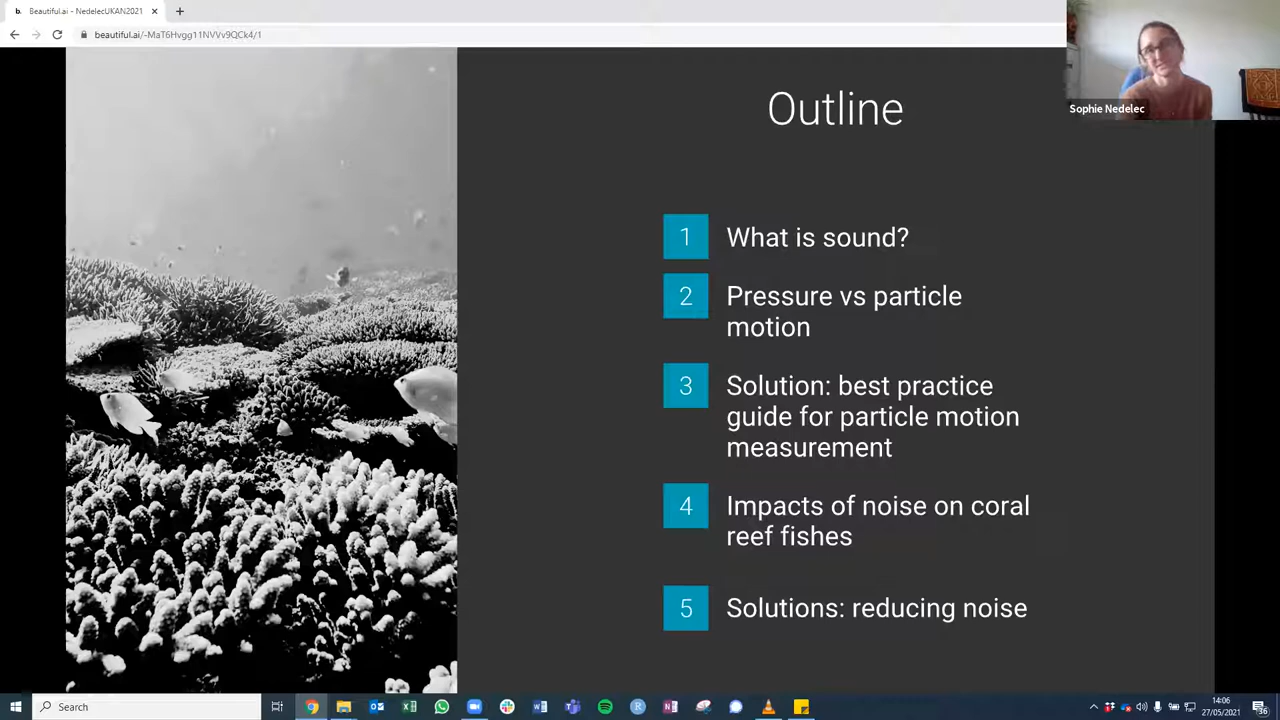 b.
Beautiful.ai - NedelecUKAN2021
beautiful.ai/-MaT6Hvgg11NVVv9QCk4/1
Sophie Nedelec
Outline
1 What is sound?
2 Pressure vs particle
motion
3 Solution: best practice
guide for particle motion
measurement
4 Impacts of noise on coral
reef fishes
5 Solutions: reducing noise
Search
14:06
27/05/2021
36